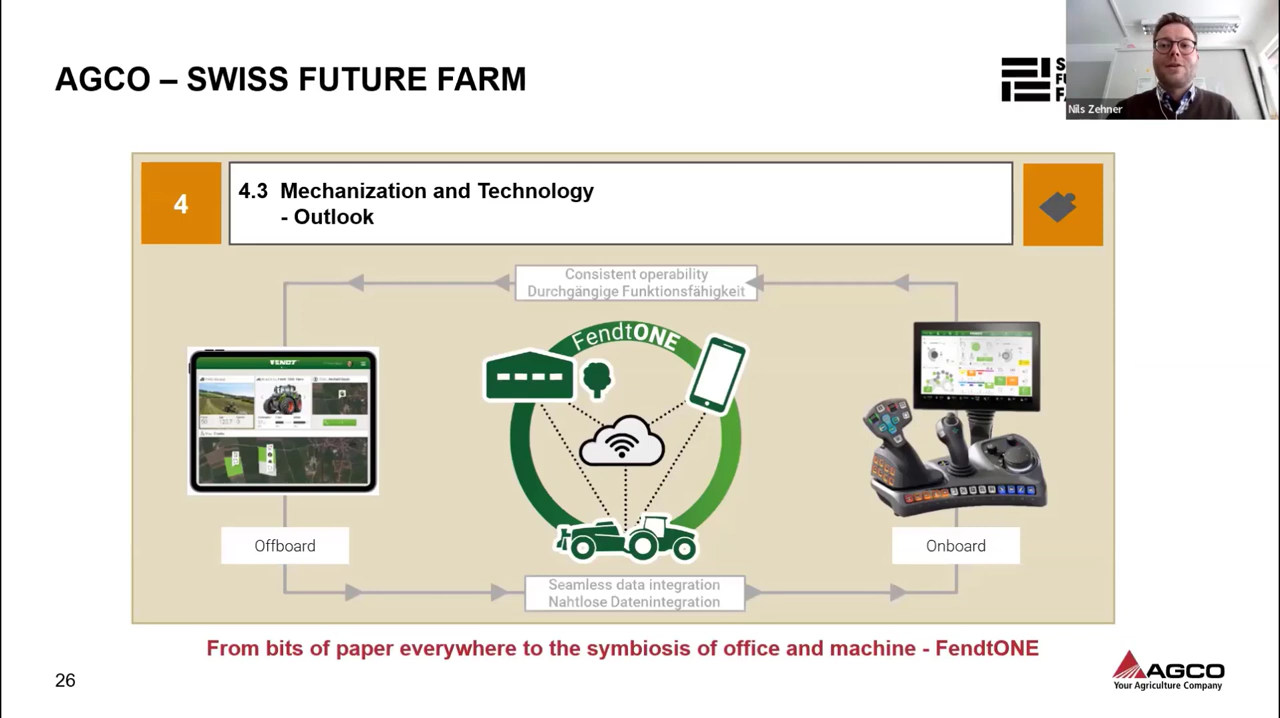 AGCO – SWISS FUTURE FARM
Nils Zehner
4
4.3 Mechanization and Technology
- Outlook
Consistent operability
Durchgängige Funktionsfähigkeit
FendtONE
FENDT
Offboard
Onboard
Seamless data integration
Nahtlose Datenintegration
From bits of paper everywhere to the symbiosis of office and machine - FendtONE
26
AGCO
Your Agriculture Company